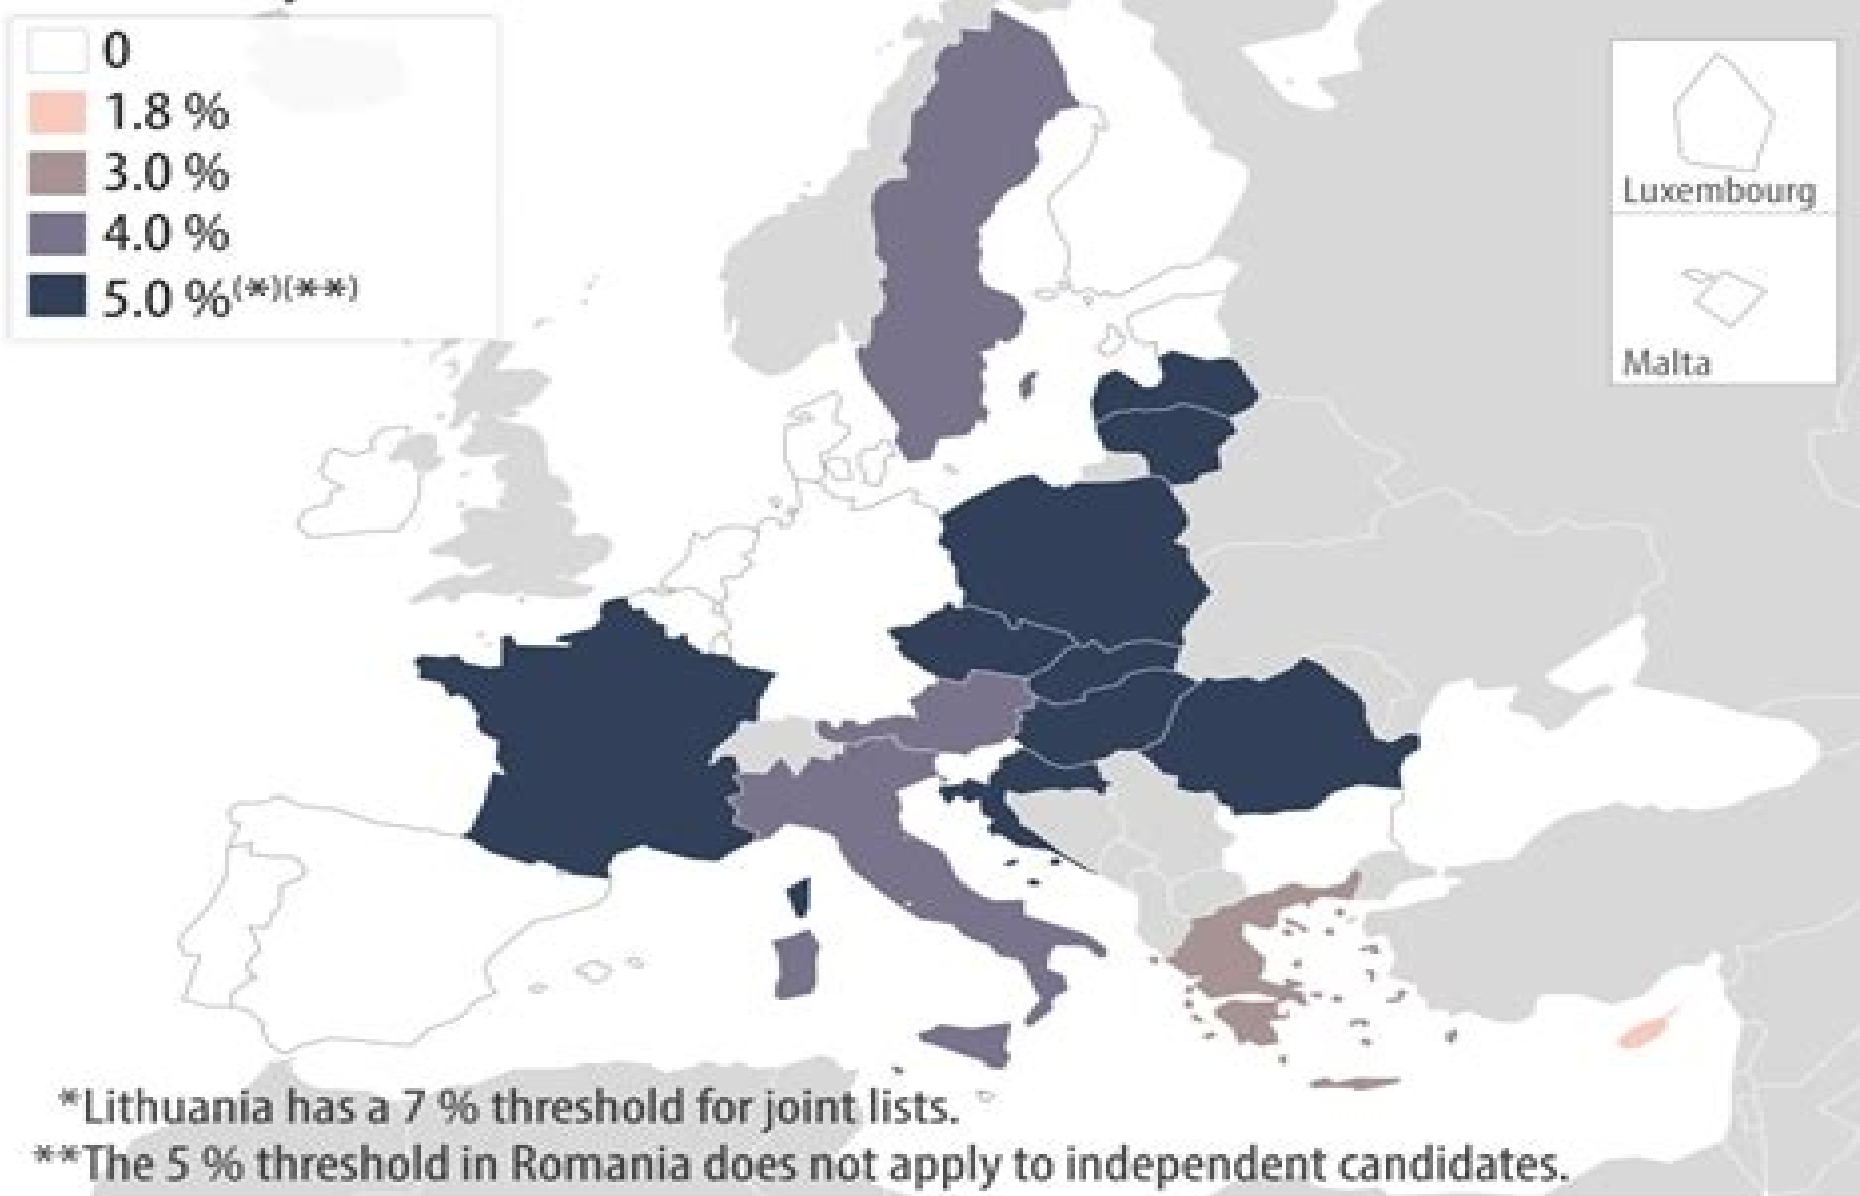 0
1.8 %
3.0 %
4.0 %
5.0 %(*)(**)
Luxembourg
Malta
*Lithuania has a 7 % threshold for joint lists.
**The 5 % threshold in Romania does not apply to independent candidates.